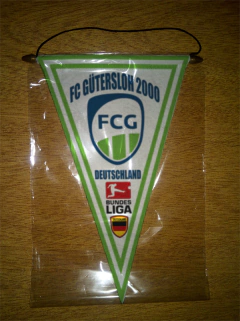 FC GÜTERSLOH 2000
FCG
DEUTSCHLAND
BUNDES
LIGA